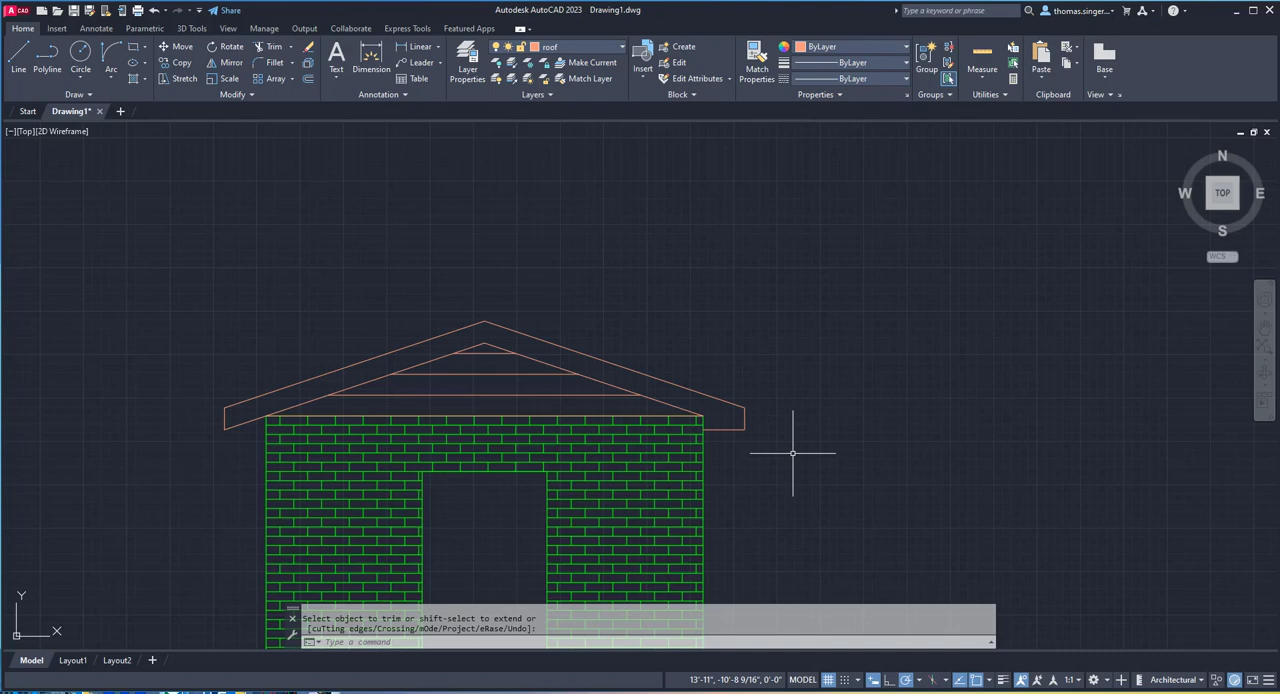 CAD Share Autodesk AutoCAD 2023 Drawing1.dwg Type a keyword or phrase thomas.singer...
Home Insert Annotate Parametric 3D Tools View Manage Output Collaborate Express Tools Featured Apps
Line Polyline Circle Arc
Move Rotate Trim
Copy Mirror Fillet
Stretch Scale Array
Text Dimension
Linear
Leader
Table
Layer Properties
roof
Make Current
Match Layer
Insert
Create
Edit
Edit Attributes
Match Properties
ByLayer
ByLayer
ByLayer
Group
Measure
Paste
Base
Draw Modify Annotation Layers Block Properties Groups Utilities Clipboard View
Start Drawing1*
[−][Top][2D Wireframe]
N
W TOP E
S
WCS
Y
X
Select object to trim or shift-select to extend or
[cuTting edges/Crossing/mOde/Project/eRase/Undo]:
Type a command
Model Layout1 Layout2
13'-11", -10'-8 9/16", 0'-0" MODEL 1:1 Architectural